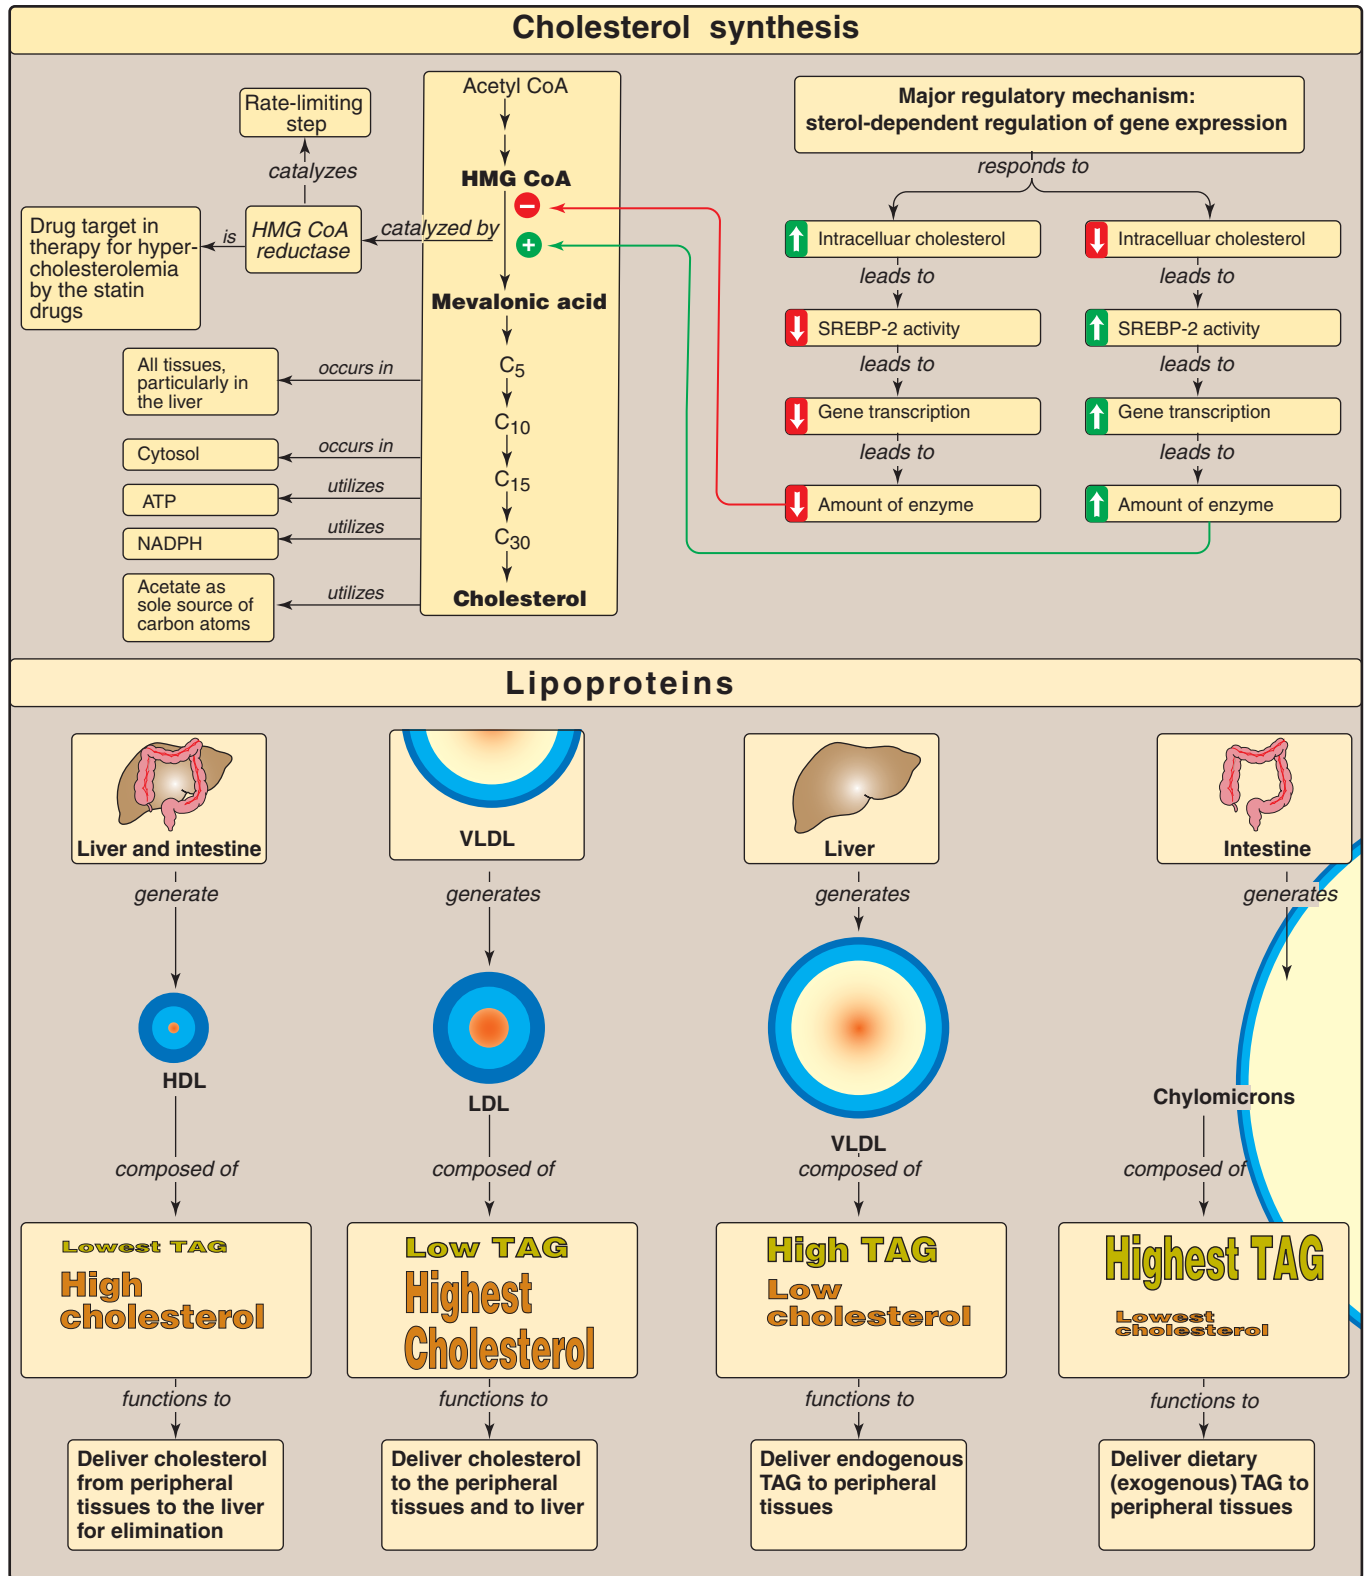 Cholesterol synthesis
Acetyl CoA
HMG CoA
Mevalonic acid
C5
C10
C15
C30
Cholesterol
Rate-limiting
step
catalyzes
HMG CoA
reductase
catalyzed by
is
Drug target in
therapy for hyper-
cholesterolemia
by the statin
drugs
All tissues,
particularly in
the liver
occurs in
Cytosol
occurs in
ATP
utilizes
NADPH
utilizes
Acetate as
sole source of
carbon atoms
utilizes
Major regulatory mechanism:
sterol-dependent regulation of gene expression
responds to
Intracelluar cholesterol
leads to
SREBP-2 activity
leads to
Gene transcription
leads to
Amount of enzyme
Intracelluar cholesterol
leads to
SREBP-2 activity
leads to
Gene transcription
leads to
Amount of enzyme
Lipoproteins
Liver and intestine
generate
HDL
composed of
Lowest TAG
High
cholesterol
functions to
Deliver cholesterol
from peripheral
tissues to the liver
for elimination
VLDL
generates
LDL
composed of
Low TAG
Highest
Cholesterol
functions to
Deliver cholesterol
to the peripheral
tissues and to liver
Liver
generates
VLDL
composed of
High TAG
Low
cholesterol
functions to
Deliver endogenous
TAG to peripheral
tissues
Intestine
generates
Chylomicrons
composed of
Highest TAG
Lowest
cholesterol
functions to
Deliver dietary
(exogenous) TAG to
peripheral tissues